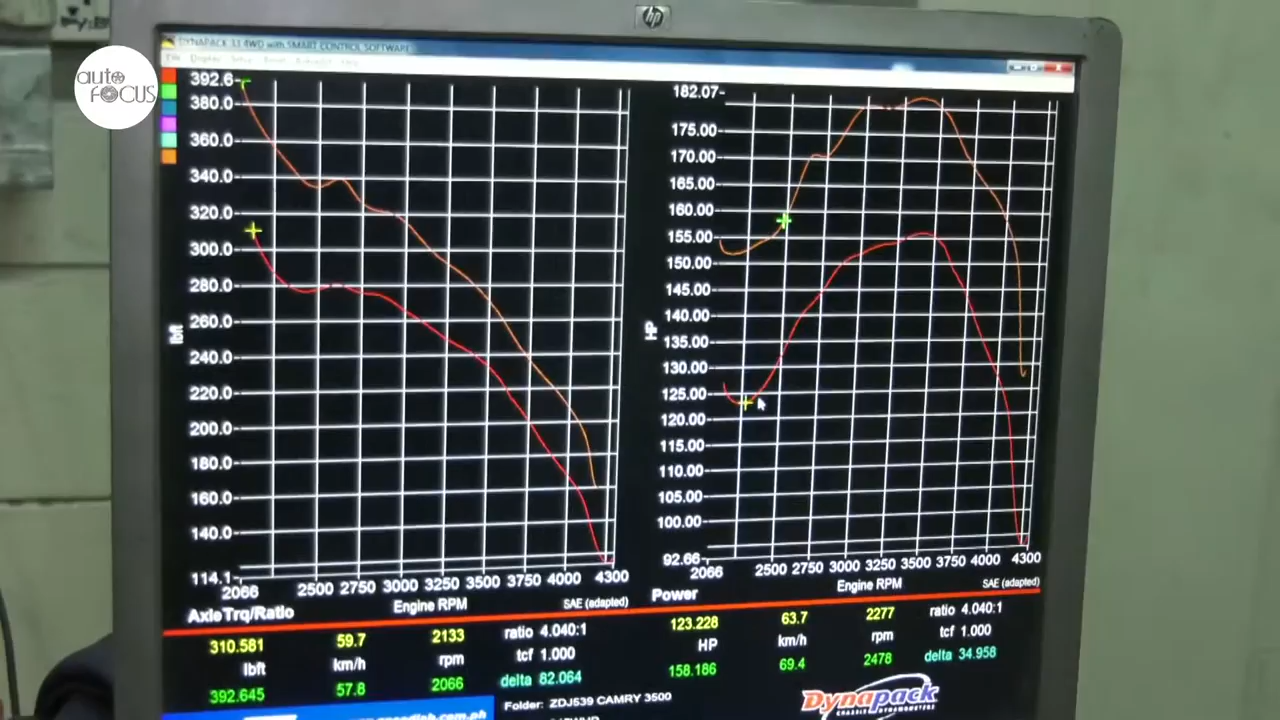 hp
auto
FOCUS
DYNAPACK 33 4WD with SMART CONTROL SOFTWARE
392.6
380.0
360.0
340.0
320.0
300.0
280.0
260.0
240.0
220.0
200.0
180.0
160.0
140.0
114.1
lbft
2066 2500 2750 3000 3250 3500 3750 4000 4300
AxleTrq/Ratio Engine RPM SAE (adapted)
182.07
175.00
170.00
165.00
160.00
155.00
150.00
145.00
140.00
135.00
130.00
125.00
120.00
115.00
110.00
105.00
100.00
92.66
HP
2066 2500 2750 3000 3250 3500 3750 4000 4300
Power Engine RPM SAE (adapted)
310.581 59.7 2133 ratio 4.040:1
lbft km/h rpm tcf 1.000
392.645 57.8 2066 delta 82.064
123.228 63.7 2277 ratio 4.040:1
HP km/h rpm tcf 1.000
158.186 69.4 2478 delta 34.958
Folder: ZDJ539 CAMRY 3500
Dynapack
CHASSIS DYNAMOMETERS